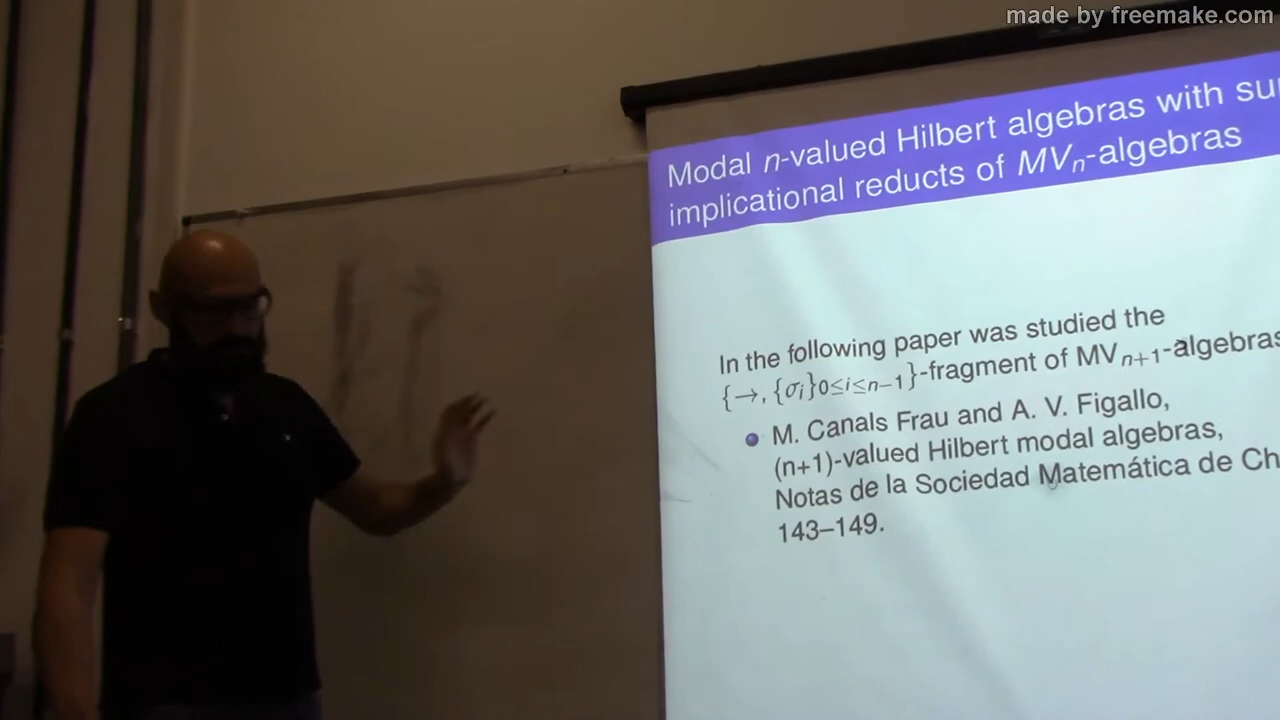 made by freemake.com
Modal n-valued Hilbert algebras with
implicational reducts of MVₙ-algebras
In the following paper was studied the
{→, {σᵢ}0≤i≤n−1}-fragment of MVₙ₊₁-algebras
M. Canals Frau and A. V. Figallo,
(n+1)-valued Hilbert modal algebras,
Notas de la Sociedad Matemática de
143–149.